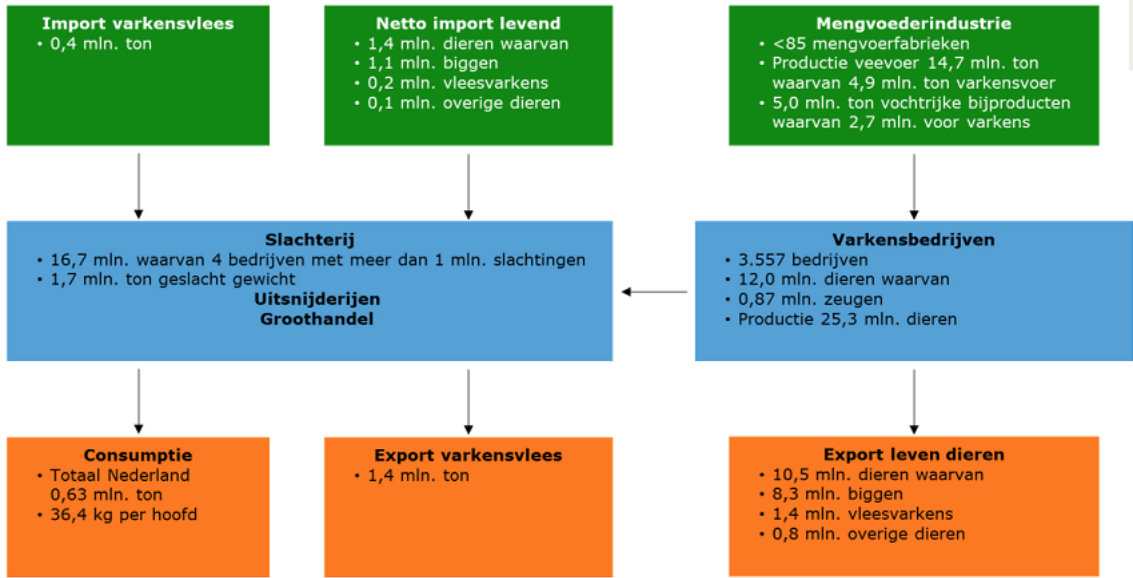 Import varkensvlees
• 0,4 mln. ton
Netto import levend
• 1,4 mln. dieren waarvan
• 1,1 mln. biggen
• 0,2 mln. vleesvarkens
• 0,1 mln. overige dieren
Mengvoederindustrie
• <85 mengvoerfabrieken
• Productie veevoer 14,7 mln. ton
waarvan 4,9 mln. ton varkensvoer
• 5,0 mln. ton vochtrijke bijproducten
waarvan 2,7 mln. voor varkens
Slachterij
• 16,7 mln. waarvan 4 bedrijven met meer dan 1 mln. slachtingen
• 1,7 mln. ton geslacht gewicht
Uitsnijderijen
Groothandel
Varkensbedrijven
• 3.557 bedrijven
• 12,0 mln. dieren waarvan
• 0,87 mln. zeugen
• Productie 25,3 mln. dieren
Consumptie
• Totaal Nederland
0,63 mln. ton
• 36,4 kg per hoofd
Export varkensvlees
• 1,4 mln. ton
Export leven dieren
• 10,5 mln. dieren waarvan
• 8,3 mln. biggen
• 1,4 mln. vleesvarkens
• 0,8 mln. overige dieren